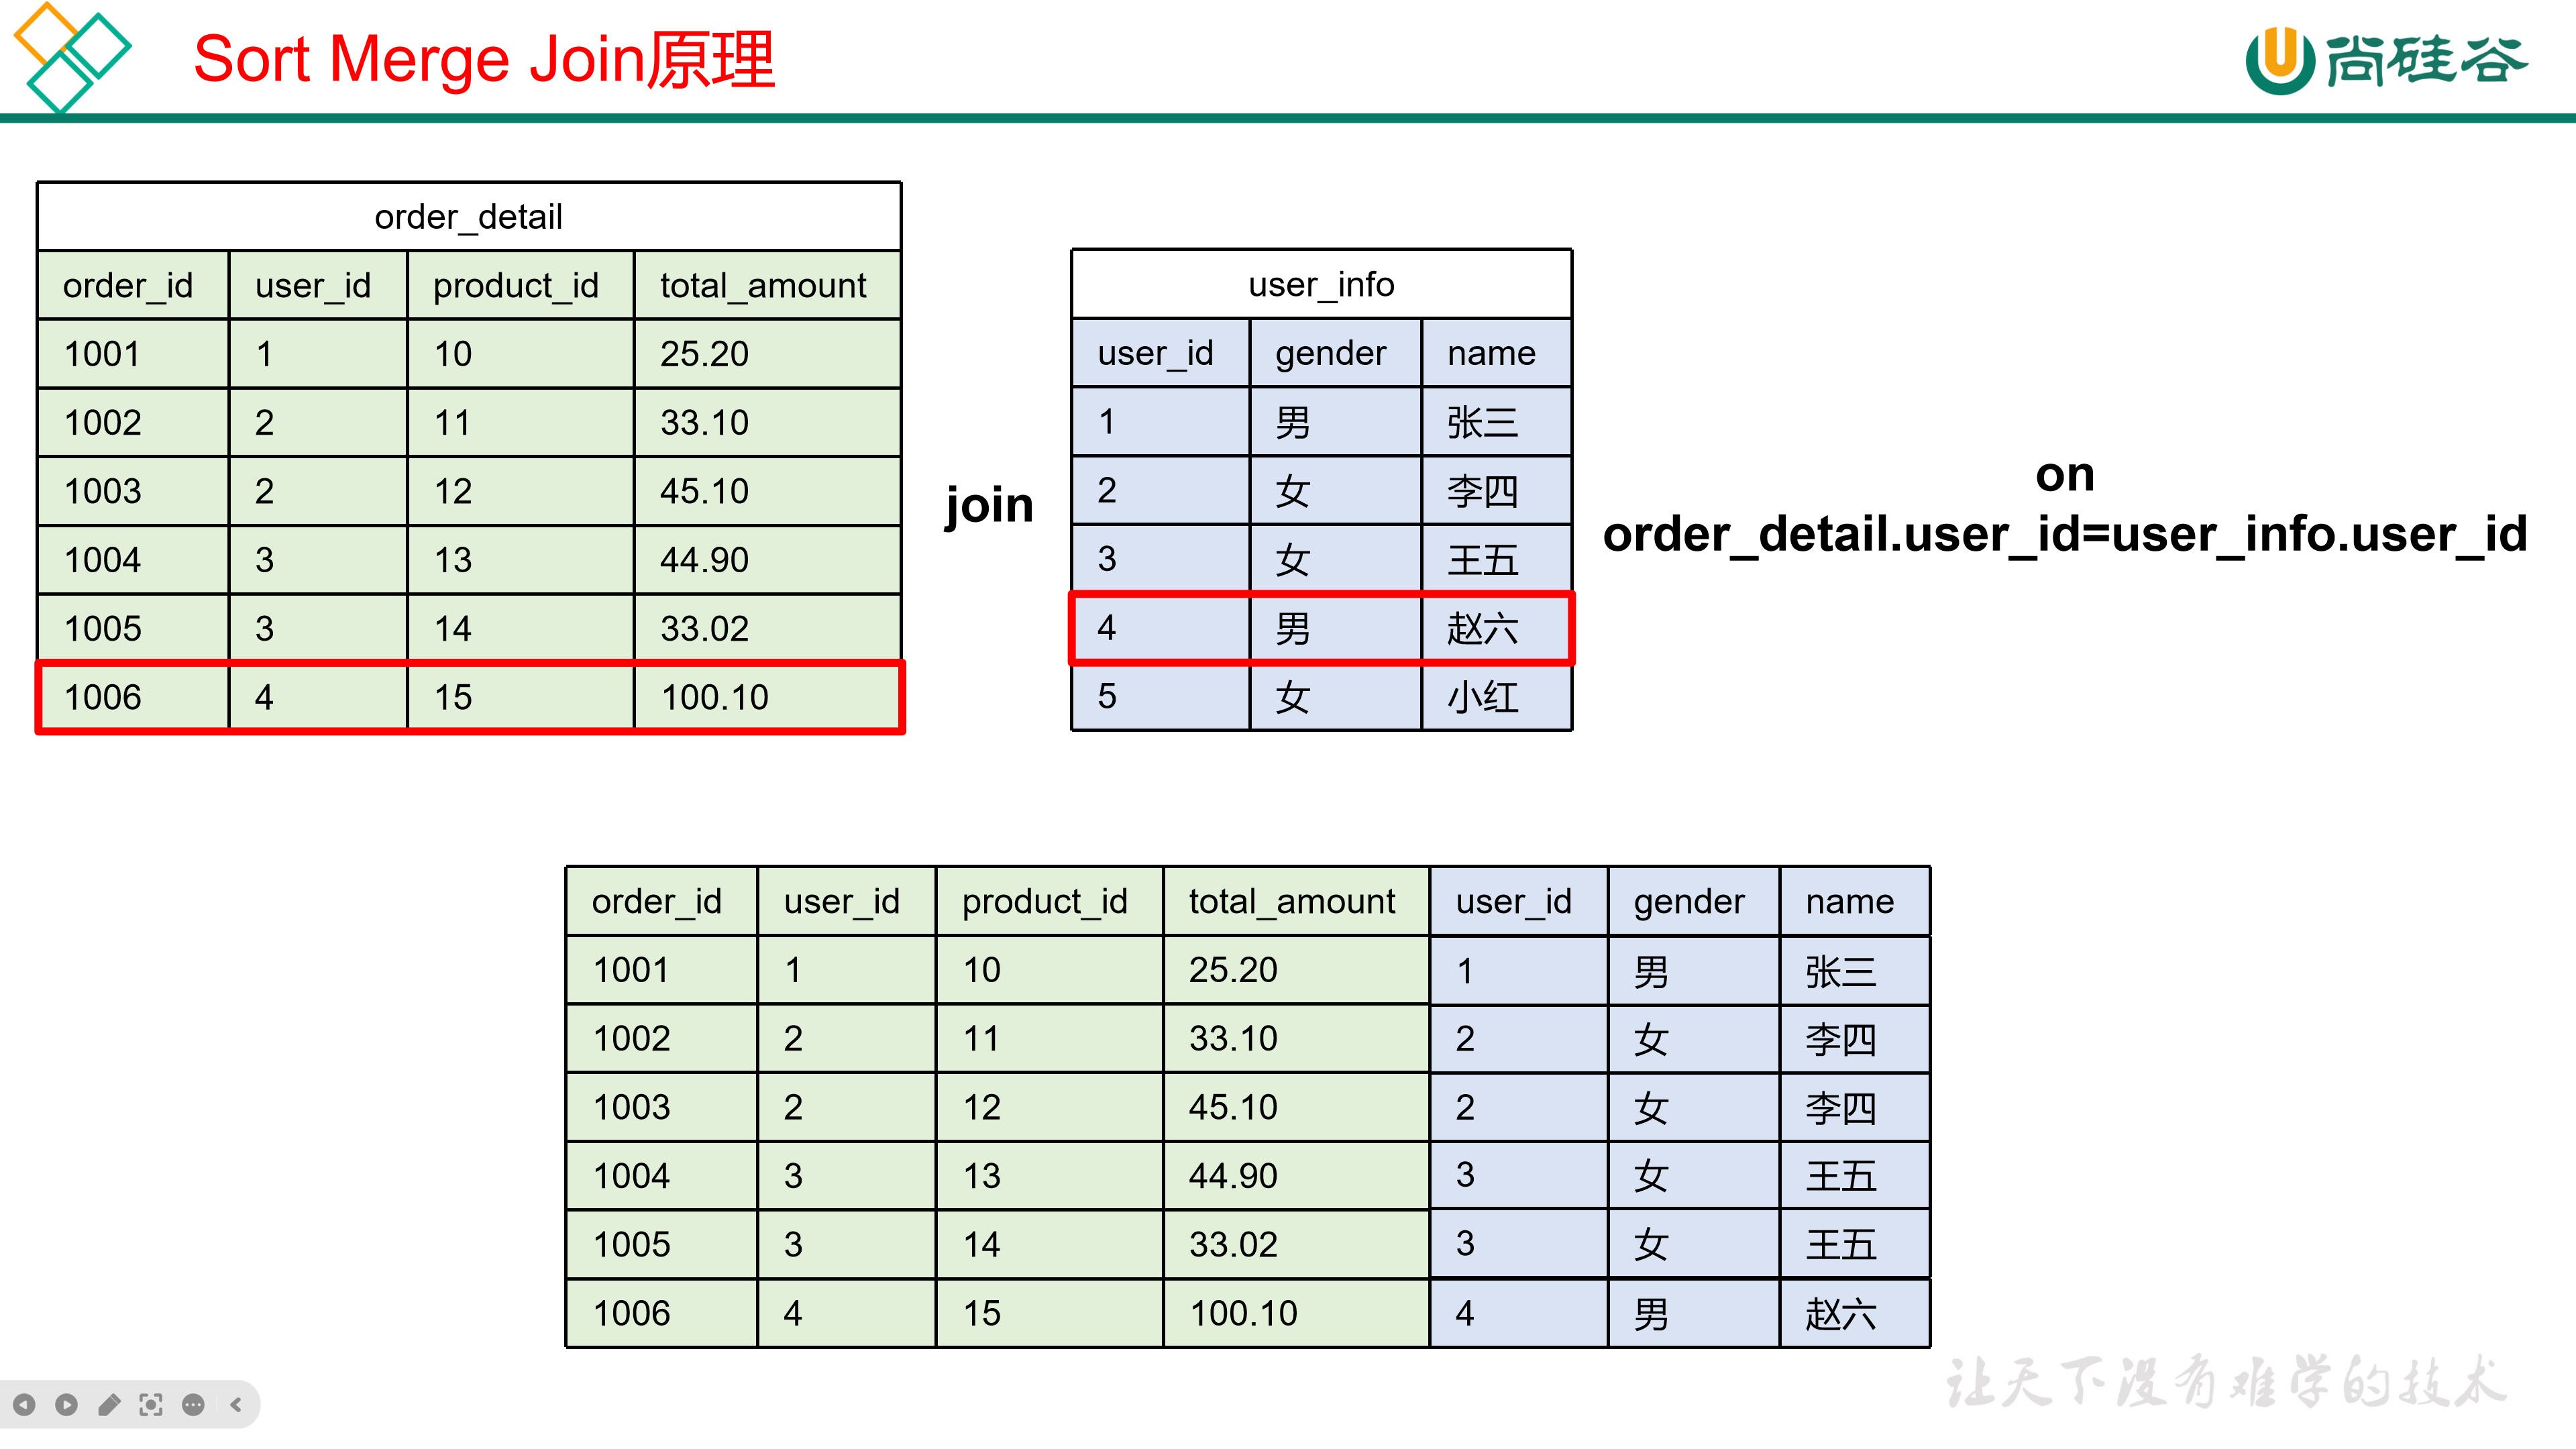 Sort Merge Join原理
尚硅谷
order_detail
order_id user_id product_id total_amount
1001 1 10 25.20
1002 2 11 33.10
1003 2 12 45.10
1004 3 13 44.90
1005 3 14 33.02
1006 4 15 100.10
join
user_info
user_id gender name
1 男 张三
2 女 李四
3 女 王五
4 男 赵六
5 女 小红
on
order_detail.user_id=user_info.user_id
order_id user_id product_id total_amount user_id gender name
1001 1 10 25.20 1 男 张三
1002 2 11 33.10 2 女 李四
1003 2 12 45.10 2 女 李四
1004 3 13 44.90 3 女 王五
1005 3 14 33.02 3 女 王五
1006 4 15 100.10 4 男 赵六
让天下没有难学的技术